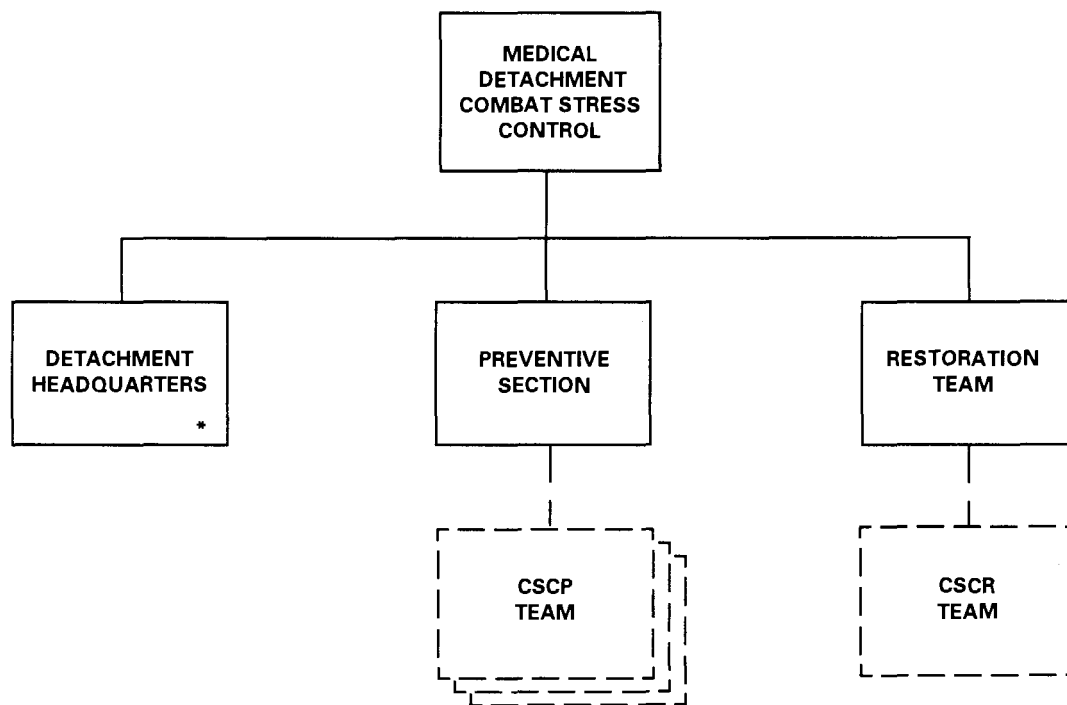 MEDICAL
DETACHMENT
COMBAT STRESS
CONTROL
DETACHMENT
HEADQUARTERS
*
PREVENTIVE
SECTION
RESTORATION
TEAM
CSCP
TEAM
CSCR
TEAM